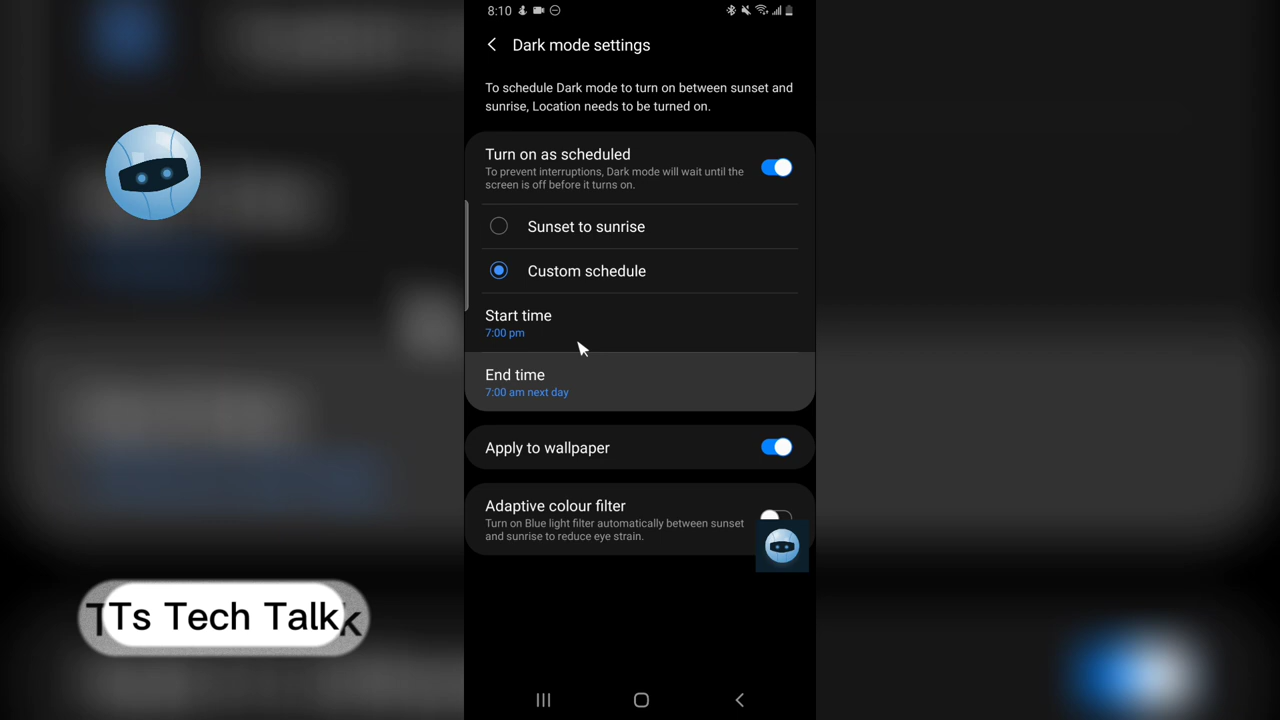 8:10
Dark mode settings
To schedule Dark mode to turn on between sunset and
sunrise, Location needs to be turned on.
Turn on as scheduled
To prevent interruptions, Dark mode will wait until the
screen is off before it turns on.
Sunset to sunrise
Custom schedule
Start time
7:00 pm
End time
7:00 am next day
Apply to wallpaper
Adaptive colour filter
Turn on Blue light filter automatically between sunset
and sunrise to reduce eye strain.
TTs Tech Talk